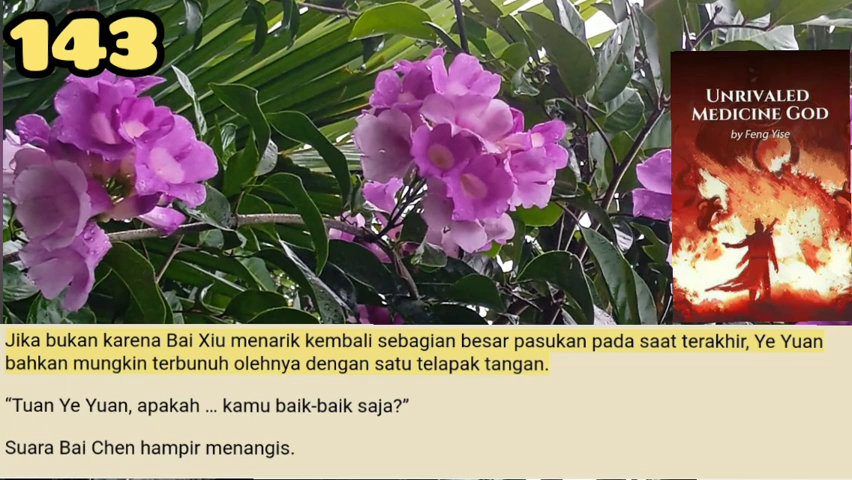 143
UNRIVALED
MEDICINE GOD
by Feng Yise
Jika bukan karena Bai Xiu menarik kembali sebagian besar pasukan pada saat terakhir, Ye Yuan
bahkan mungkin terbunuh olehnya dengan satu telapak tangan.
“Tuan Ye Yuan, apakah ... kamu baik-baik saja?”
Suara Bai Chen hampir menangis.